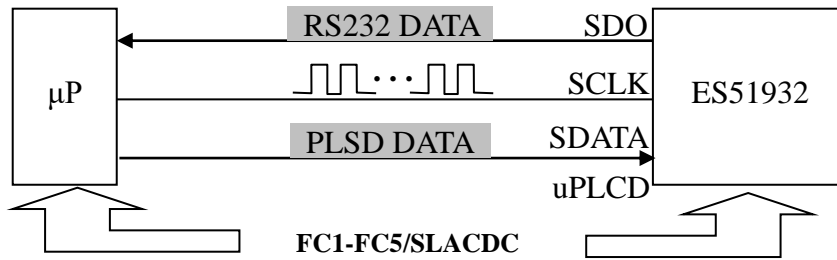 RS232 DATA SDO
µP SCLK ES51932
PLSD DATA SDATA
uPLCD
FC1-FC5/SLACDC